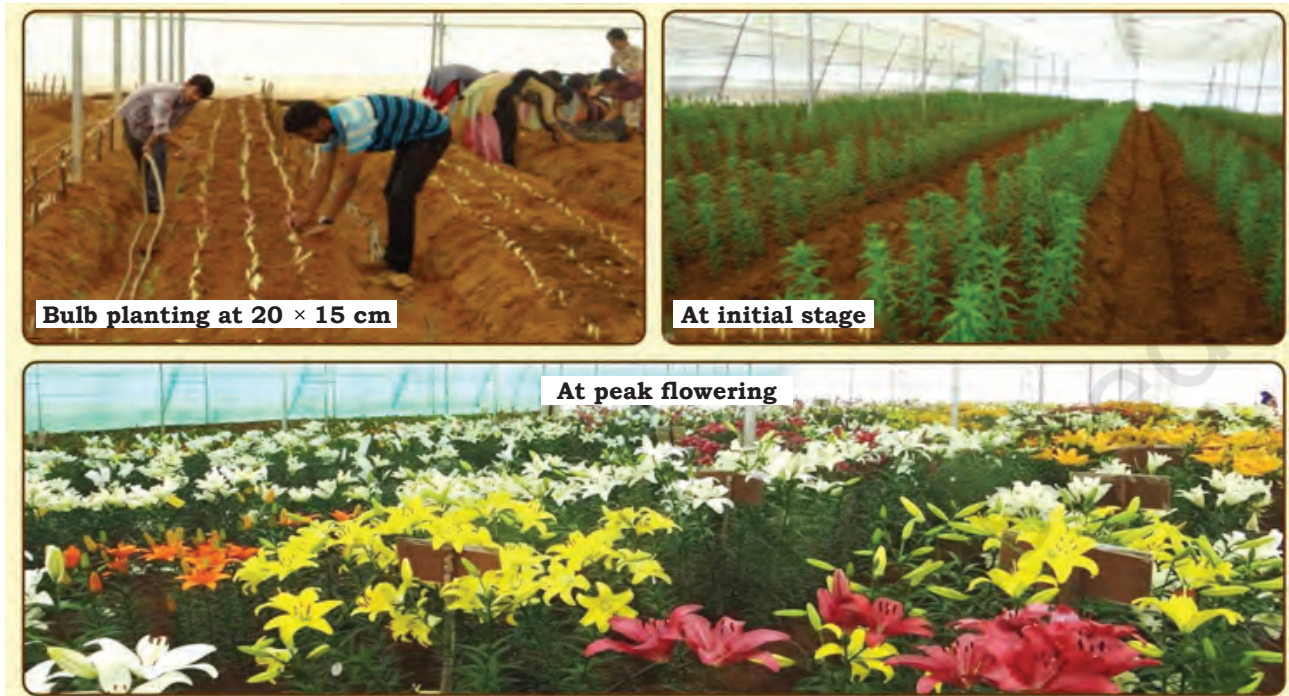 Bulb planting at 20 × 15 cm
At initial stage
At peak flowering